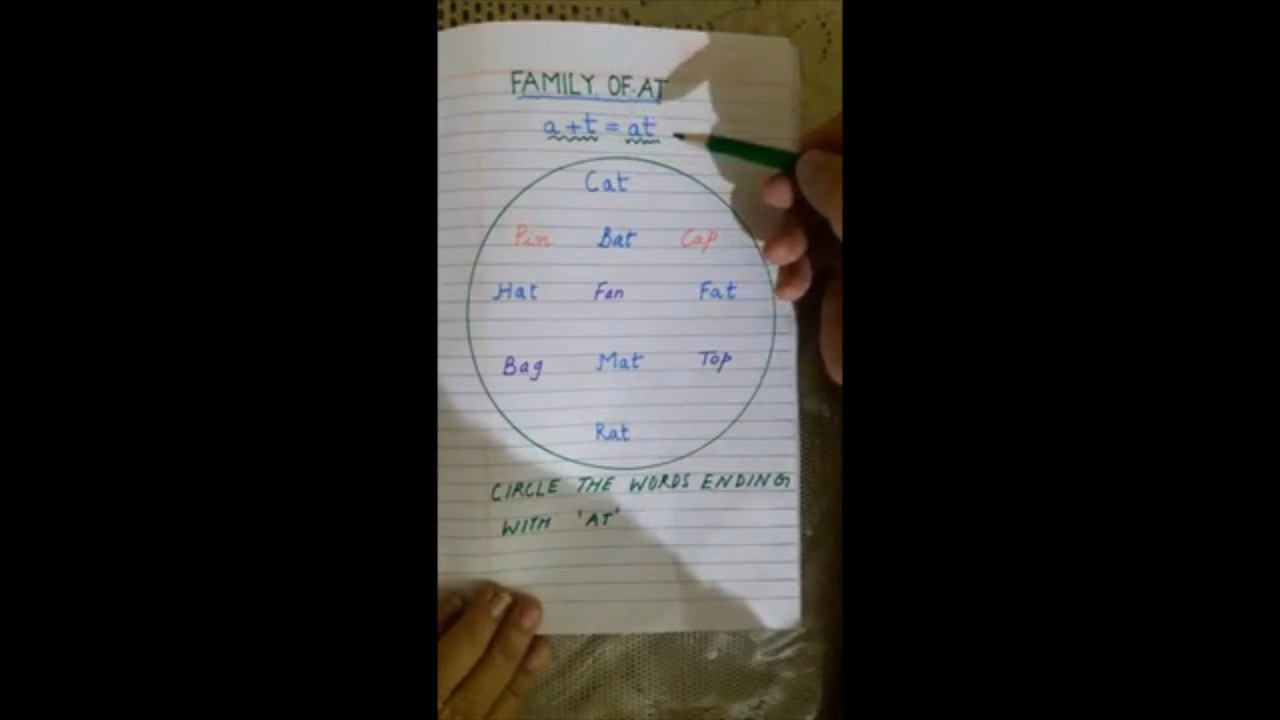 FAMILY OF AT
a + t = at
Cat
Pin Bat Cap
Hat Fan Fat
Bag Mat Top
Rat
CIRCLE THE WORDS ENDING
WITH 'AT'